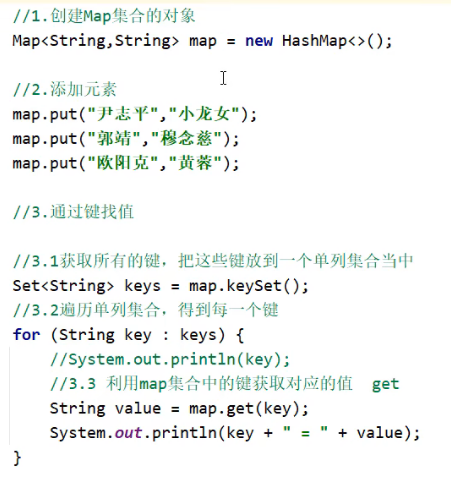 //1.创建Map集合的对象
Map<String,String> map = new HashMap<>();
//2.添加元素
map.put("尹志平","小龙女");
map.put("郭靖","穆念慈");
map.put("欧阳克","黄蓉");
//3.通过键找值
//3.1获取所有的键，把这些键放到一个单列集合当中
Set<String> keys = map.keySet();
//3.2遍历单列集合，得到每一个键
for (String key : keys) {
//System.out.println(key);
//3.3 利用map集合中的键获取对应的值  get
String value = map.get(key);
System.out.println(key + " = " + value);
}